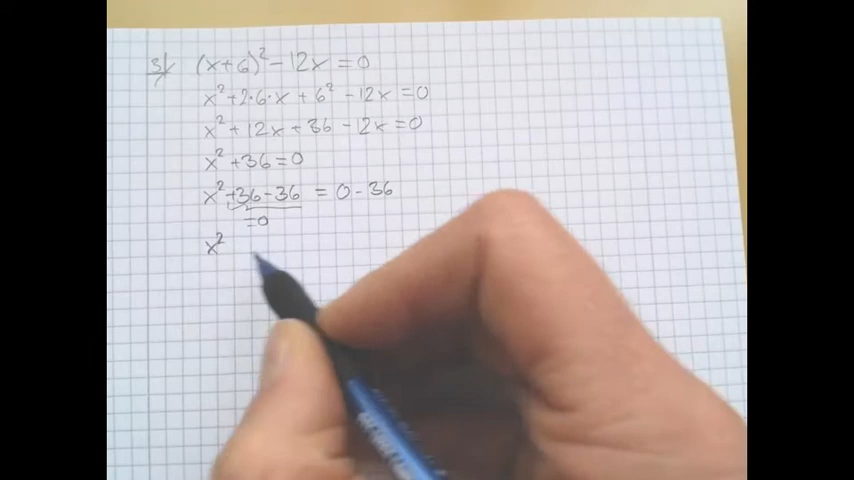 3/ (x+6)² - 12x = 0
x² + 2·6·x + 6² - 12x = 0
x² + 12x + 36 - 12x = 0
x² + 36 = 0
x² + 36 - 36 = 0 - 36
= 0
x²